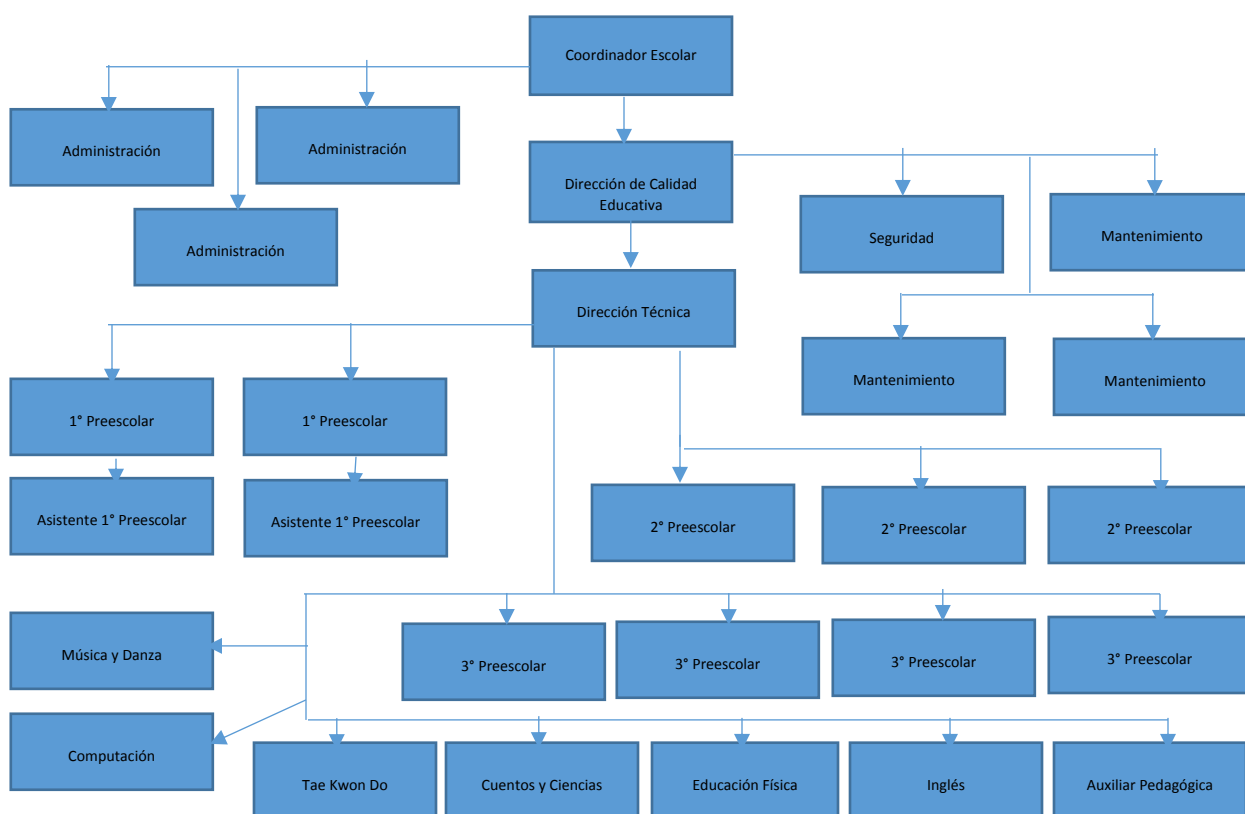 Coordinador Escolar
Administración
Administración
Administración
Dirección de Calidad
Educativa
Seguridad
Mantenimiento
Dirección Técnica
Mantenimiento
Mantenimiento
1° Preescolar
1° Preescolar
Asistente 1° Preescolar
Asistente 1° Preescolar
2° Preescolar
2° Preescolar
2° Preescolar
Música y Danza
3° Preescolar
3° Preescolar
3° Preescolar
3° Preescolar
Computación
Tae Kwon Do
Cuentos y Ciencias
Educación Física
Inglés
Auxiliar Pedagógica